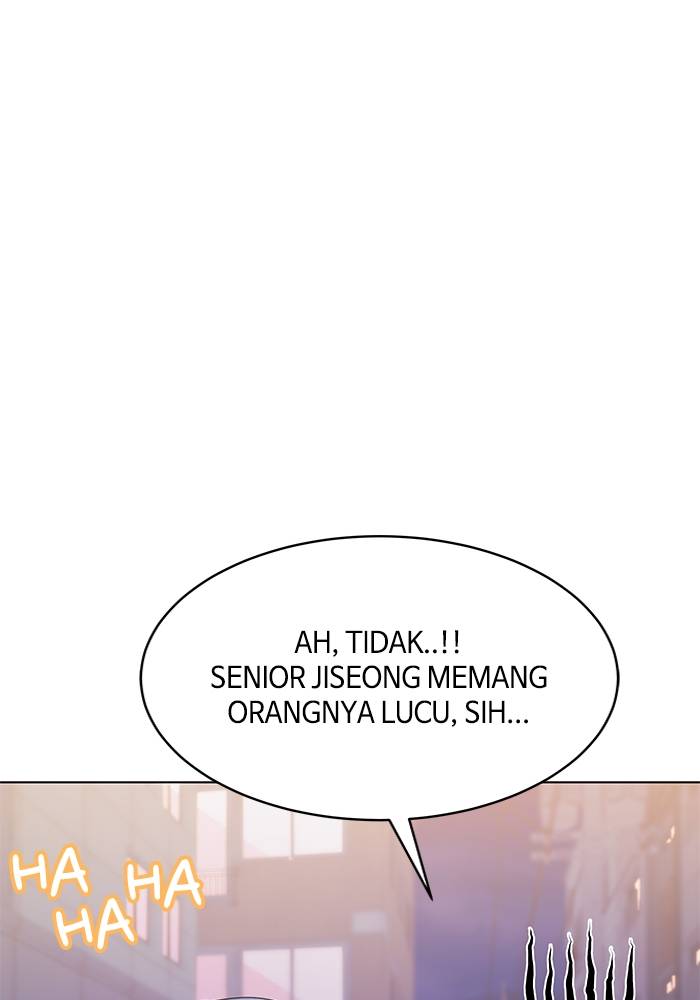 AH, TIDAK..!!
SENIOR JISEONG MEMANG
ORANGNYA LUCU, SIH...
HA HA
HA HA